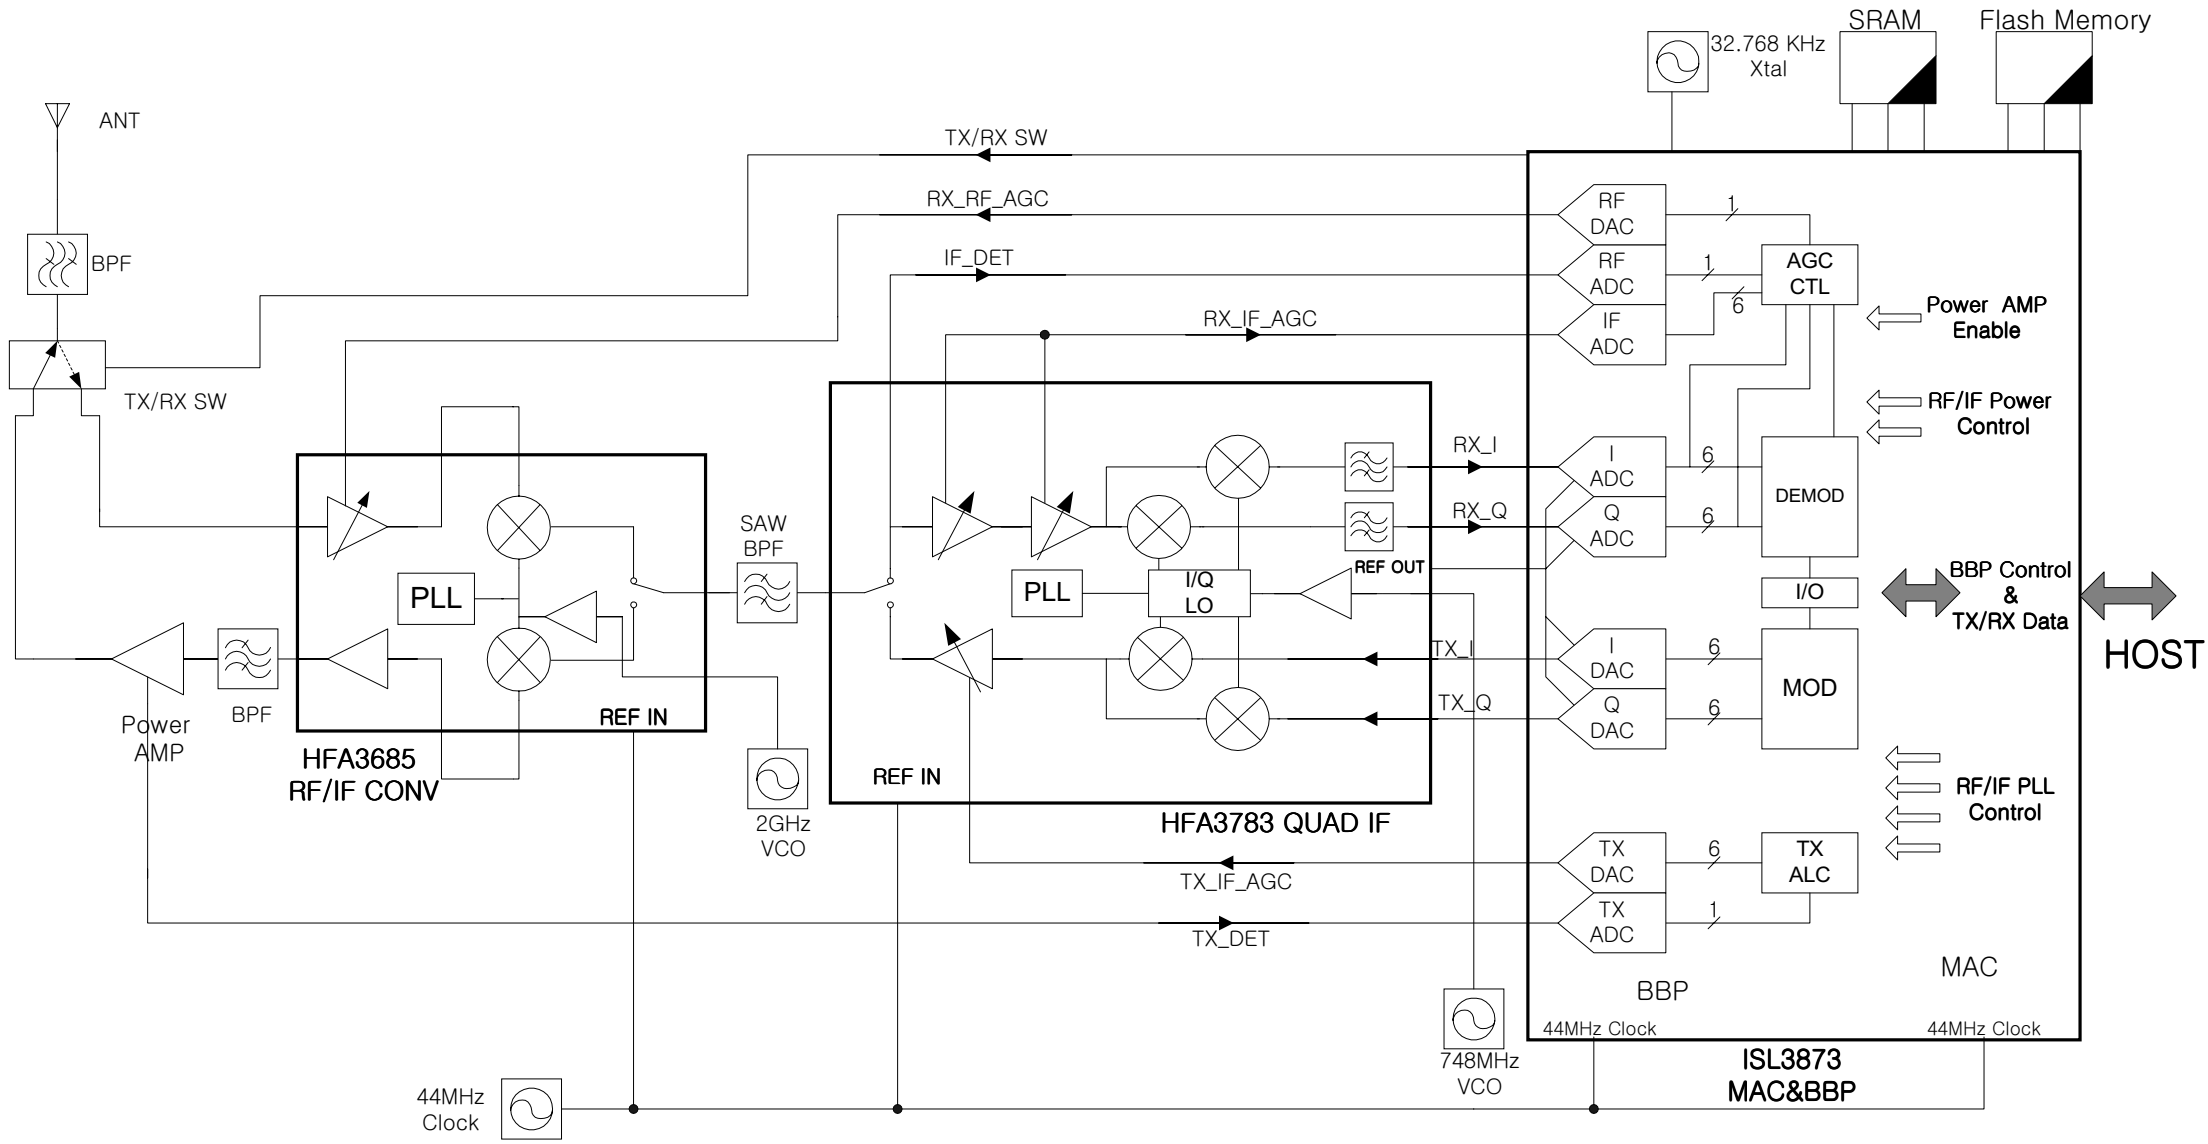 SRAM
Flash Memory
32.768 KHz
Xtal
ANT
TX/RX SW
RX_RF_AGC
RF
DAC
1
BPF
IF_DET
RF
ADC
1
AGC
CTL
6
RX_IF_AGC
IF
ADC
Power AMP
Enable
TX/RX SW
RF/IF Power
Control
RX_I
I
ADC
6
DEMOD
RX_Q
Q
ADC
6
SAW
BPF
PLL
PLL
I/Q
LO
REF OUT
I/O
BBP Control
&
TX/RX Data
HOST
TX_I
I
DAC
6
MOD
TX_Q
Q
DAC
6
Power
AMP
BPF
REF IN
HFA3685
RF/IF CONV
REF IN
2GHz
VCO
HFA3783 QUAD IF
RF/IF PLL
Control
TX_IF_AGC
TX
DAC
6
TX
ALC
TX_DET
TX
ADC
1
MAC
BBP
44MHz Clock
44MHz Clock
748MHz
VCO
ISL3873
MAC&BBP
44MHz
Clock